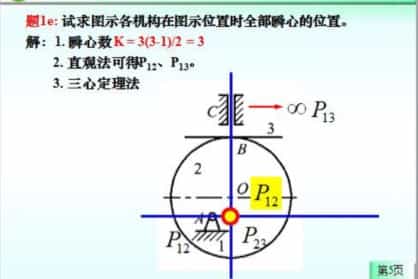 题1e: 试求图示各机构在图示位置时全部瞬心的位置。
解: 1. 瞬心数K = 3(3-1)/2 = 3
2. 直观法可得P12、P13。
3. 三心定理法
C
∞ P13
3
B
2
O P12
A
P12 1 P23
第5页